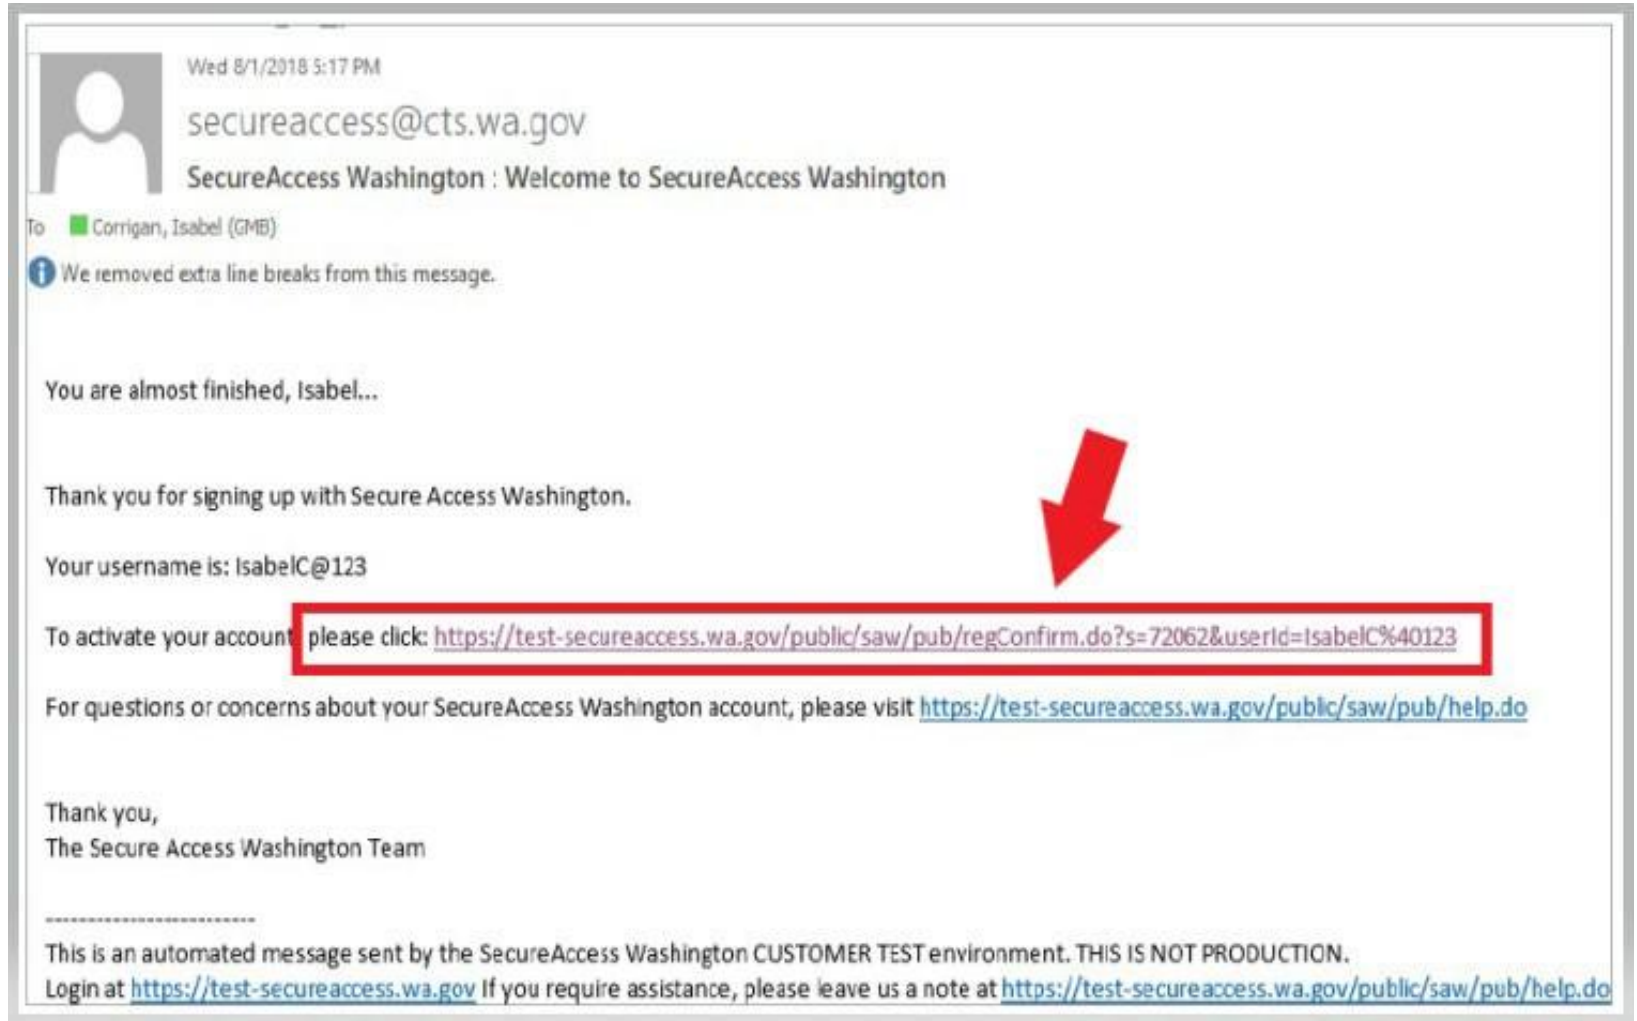 Wed 8/1/2018 5:17 PM
secureaccess@cts.wa.gov
SecureAccess Washington : Welcome to SecureAccess Washington
To Corrigan, Isabel (GMB)
We removed extra line breaks from this message.
You are almost finished, Isabel...
Thank you for signing up with Secure Access Washington.
Your username is: IsabelC@123
To activate your account please click: https://test-secureaccess.wa.gov/public/saw/pub/regConfirm.do?s=72062&userId=IsabelC%40123
For questions or concerns about your SecureAccess Washington account, please visit https://test-secureaccess.wa.gov/public/saw/pub/help.do
Thank you,
The Secure Access Washington Team
-------------------------
This is an automated message sent by the SecureAccess Washington CUSTOMER TEST environment. THIS IS NOT PRODUCTION.
Login at https://test-secureaccess.wa.gov If you require assistance, please leave us a note at https://test-secureaccess.wa.gov/public/saw/pub/help.do